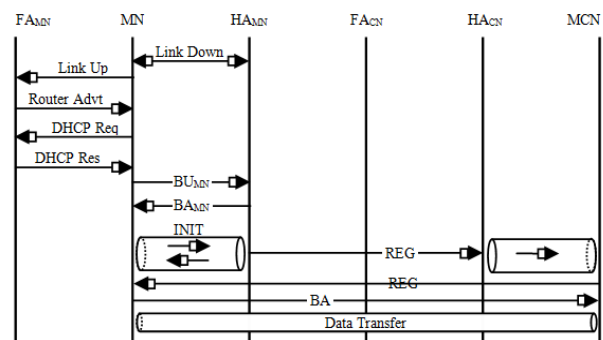 FAMN MN HAMN FACN HACN MCN
Link Down
Link Up
Router Advt
DHCP Req
DHCP Res
BUMN
BAMN
INIT
REG
REG
BA
Data Transfer